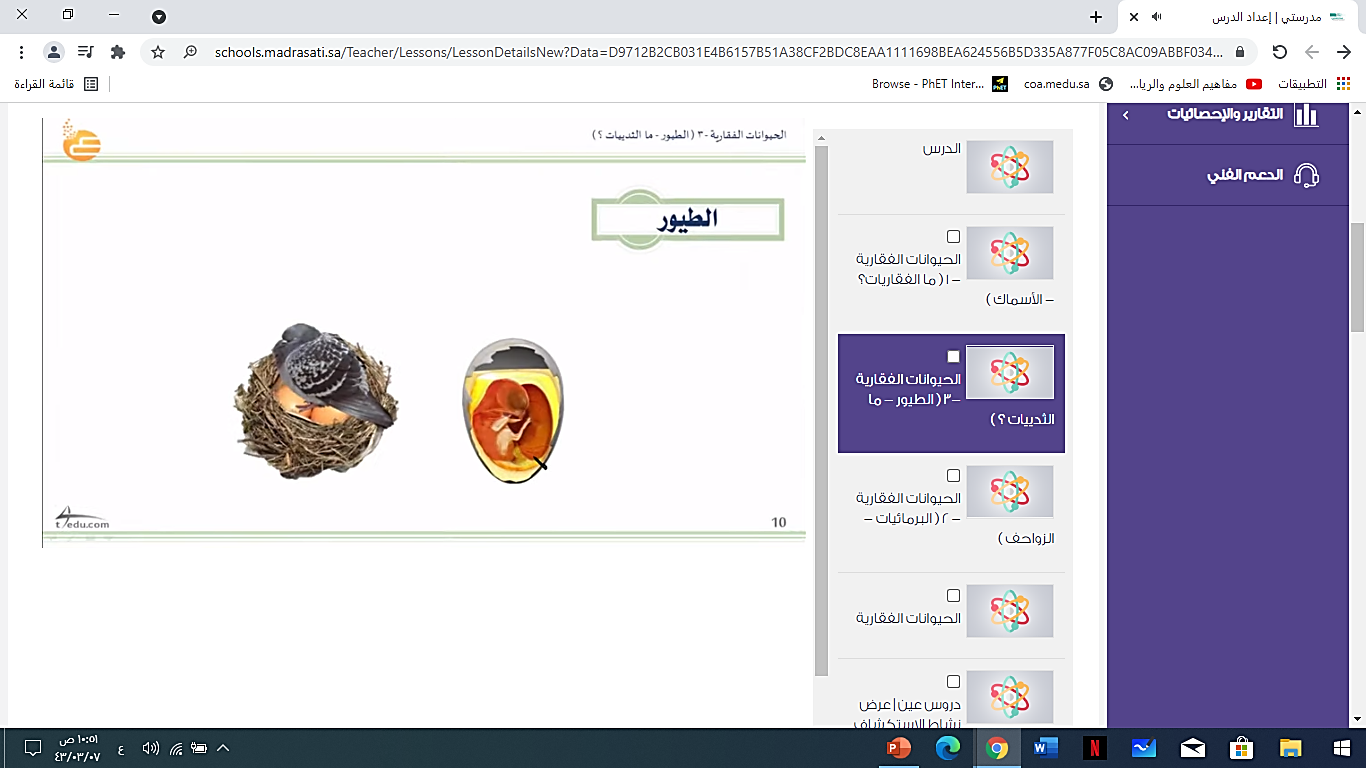 مدرستي | إعداد الدرس
schools.madrasati.sa/Teacher/Lessons/LessonDetailsNew?Data=D9712B2CB031E4B6157B51A38CF2BDC8EAA1111698BEA624556B5D335A877F05C8AC09ABBF034...
التطبيقات
مفاهيم العلوم والريا...
coa.medu.sa
Browse - PhET Inter...
قائمة القراءة
التقارير والإحصائيات
الدعم الفني
الدرس
الحيوانات الفقارية
– ١ ( ما الفقاريات؟
– الأسماك )
الحيوانات الفقارية
–٣ ( الطيور – ما
الثدييات ؟ )
الحيوانات الفقارية
– ٢ ( البرمائيات –
الزواحف )
الحيوانات الفقارية
دروس عين | عرض
نشاط الاستكشاف
الحيوانات الفقارية -٣ ( الطيور - ما الثدييات ؟ )
الطيور
t4edu.com
10
ع
١٠:٥١ ص
٤٣/٠٣/٠٧